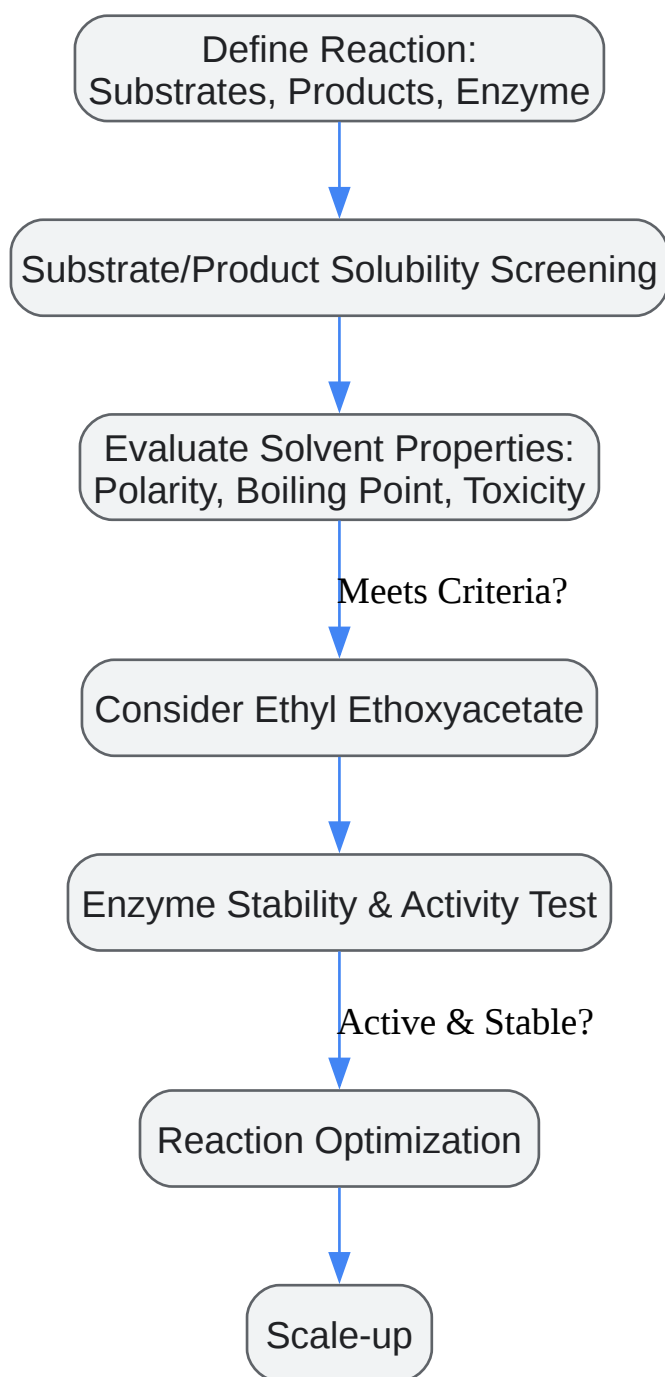 Define Reaction:
Substrates, Products, Enzyme
Substrate/Product Solubility Screening
Evaluate Solvent Properties:
Polarity, Boiling Point, Toxicity
Meets Criteria?
Consider Ethyl Ethoxyacetate
Enzyme Stability & Activity Test
Active & Stable?
Reaction Optimization
Scale-up